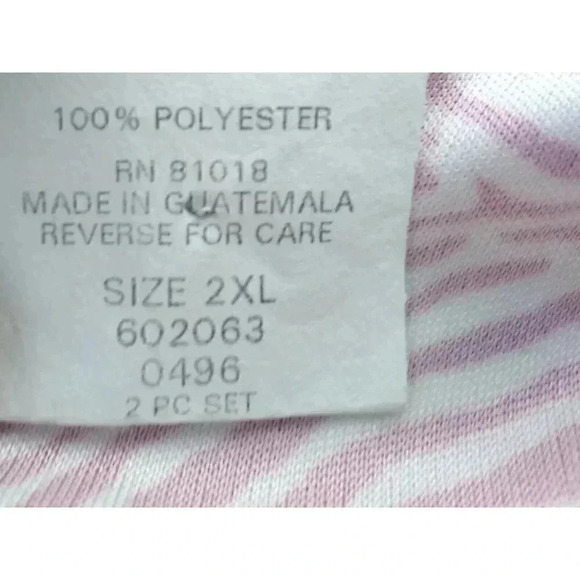 100% POLYESTER
RN 81018
MADE IN GUATEMALA
REVERSE FOR CARE
SIZE 2XL
602063
0496
2 PC SET